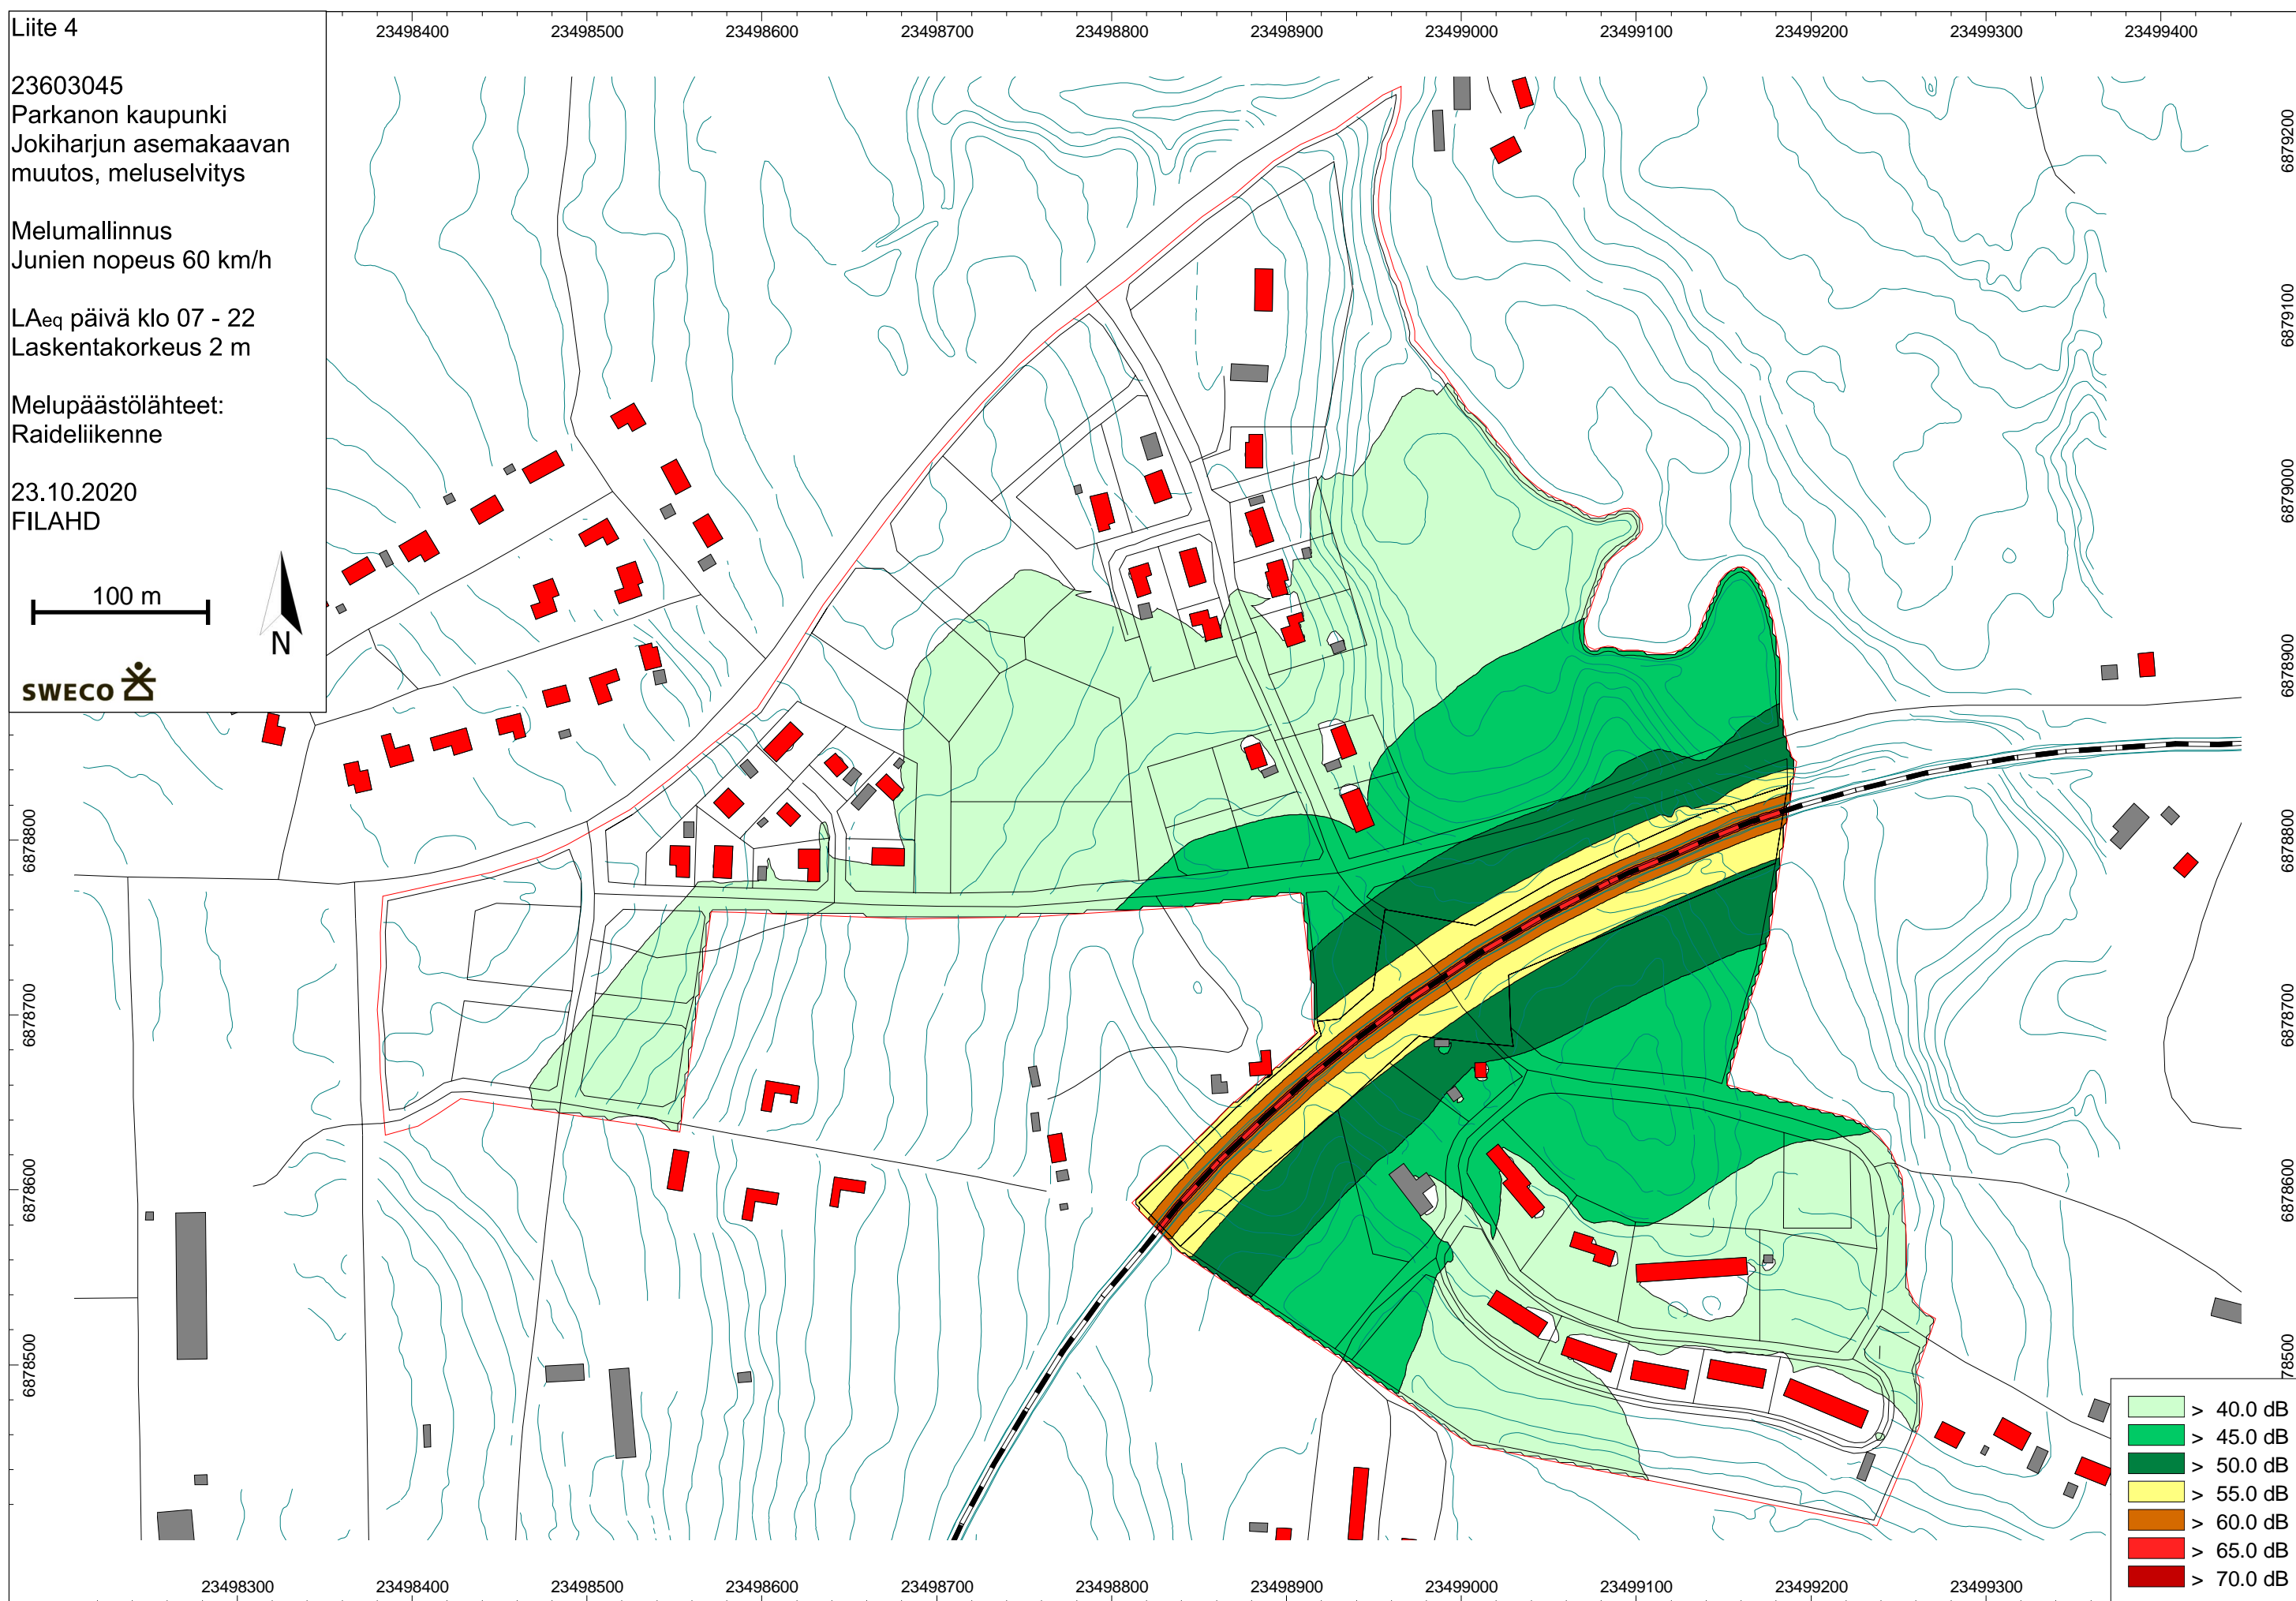 Liite 4
23498400 23498500 23498600 23498700 23498800 23498900 23499000 23499100 23499200 23499300 23499400
23603045
Parkanon kaupunki
Jokiharjun asemakaavan
muutos, meluselvitys
Melumallinnus
Junien nopeus 60 km/h
LAeq päivä klo 07 - 22
Laskentakorkeus 2 m
Melupäästölähteet:
Raideliikenne
23.10.2020
FILAHD
100 m
N
SWECO
6879200
6879100
6879000
6878900
6878800
6878700
6878600
78500
6878800
6878700
6878600
6878500
> 40.0 dB
> 45.0 dB
> 50.0 dB
> 55.0 dB
> 60.0 dB
> 65.0 dB
> 70.0 dB
23498300 23498400 23498500 23498600 23498700 23498800 23498900 23499000 23499100 23499200 23499300